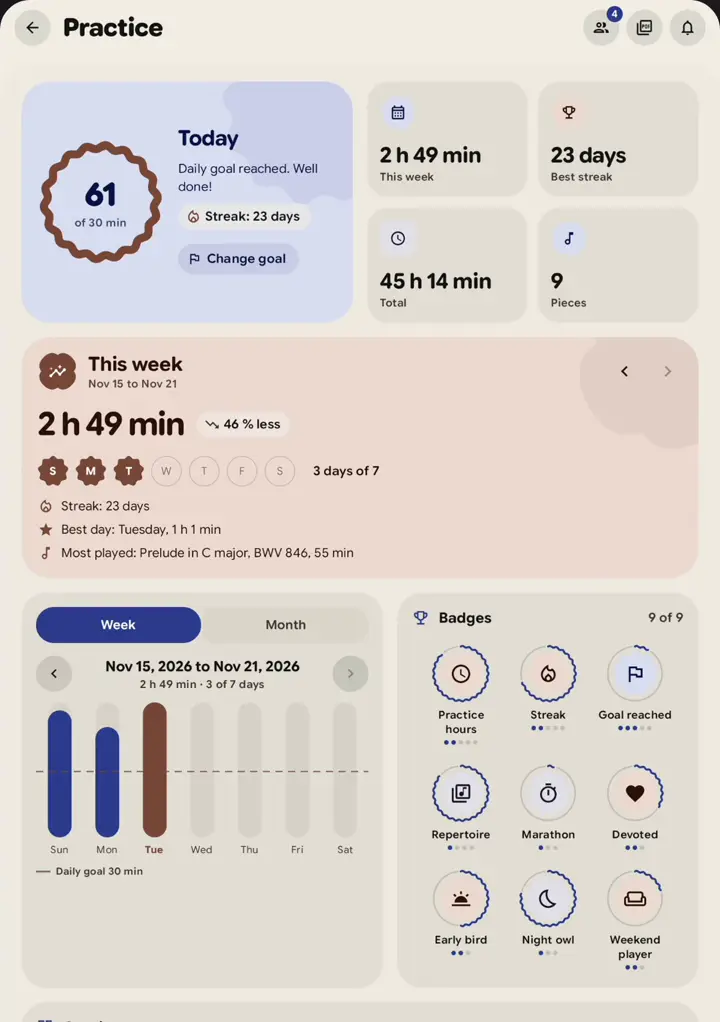 Practice
4
PDF
61
of 30 min
Today
Daily goal reached. Well
done!
Streak: 23 days
Change goal
2 h 49 min
This week
23 days
Best streak
45 h 14 min
Total
9
Pieces
This week
Nov 15 to Nov 21
2 h 49 min
46 % less
S M T W T F S
3 days of 7
Streak: 23 days
Best day: Tuesday, 1 h 1 min
Most played: Prelude in C major, BWV 846, 55 min
Week
Month
Nov 15, 2026 to Nov 21, 2026
2 h 49 min · 3 of 7 days
Sun Mon Tue Wed Thu Fri Sat
Daily goal 30 min
Badges
9 of 9
Practice
hours
Streak
Goal reached
Repertoire
Marathon
Devoted
Early bird
Night owl
Weekend
player